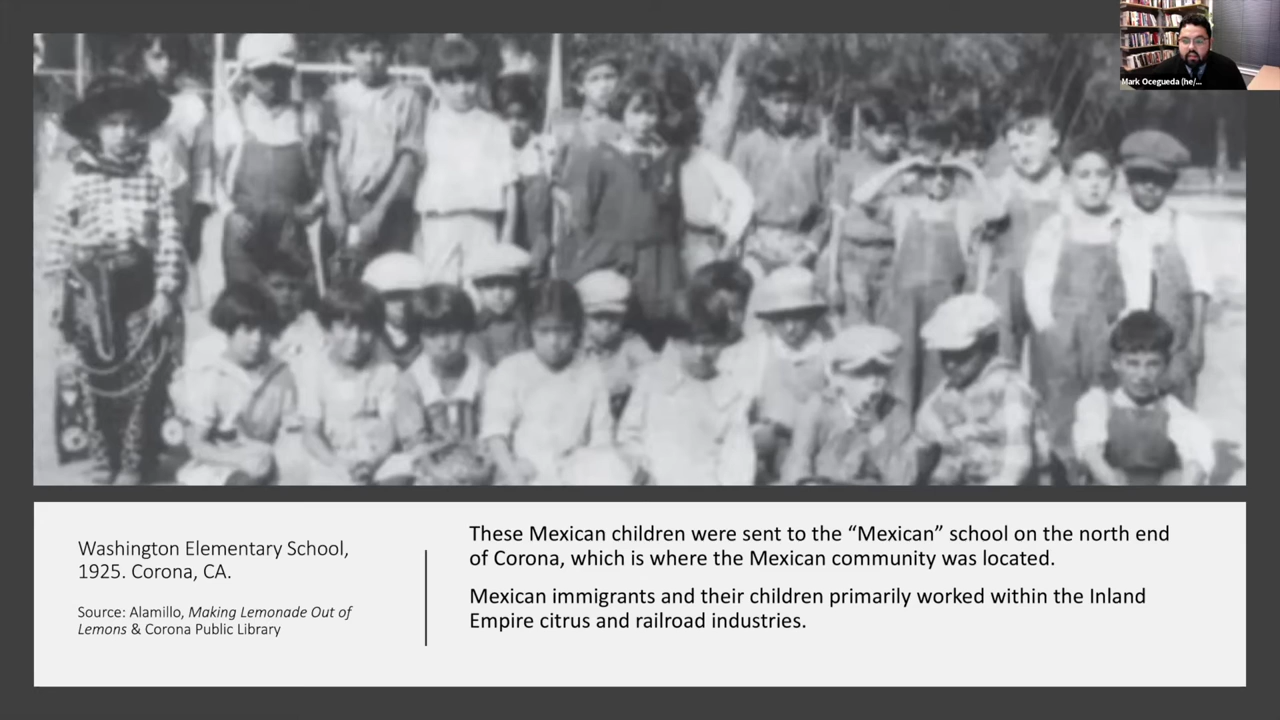 Mark Ocegueda (he/...
Washington Elementary School,
1925. Corona, CA.
Source: Alamillo, Making Lemonade Out of
Lemons & Corona Public Library
These Mexican children were sent to the “Mexican” school on the north end
of Corona, which is where the Mexican community was located.
Mexican immigrants and their children primarily worked within the Inland
Empire citrus and railroad industries.